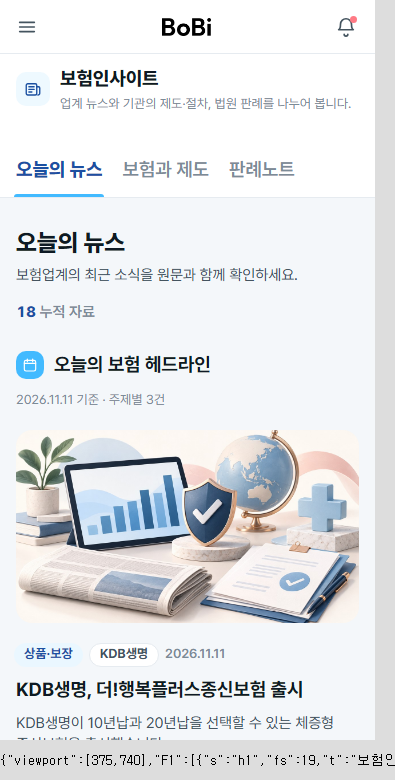 BoBi
보험인사이트
업계 뉴스와 기관의 제도·절차, 법원 판례를 나누어 봅니다.
오늘의 뉴스 보험과 제도 판례노트
오늘의 뉴스
보험업계의 최근 소식을 원문과 함께 확인하세요.
18 누적 자료
오늘의 보험 헤드라인
2026.11.11 기준 · 주제별 3건
상품·보장 KDB생명 2026.11.11
KDB생명, 더!행복플러스종신보험 출시
KDB생명이 10년납과 20년납을 선택할 수 있는 체증형
{"viewport":[375,740],"F1":[{"s":"h1","fs":19,"t":"보험인